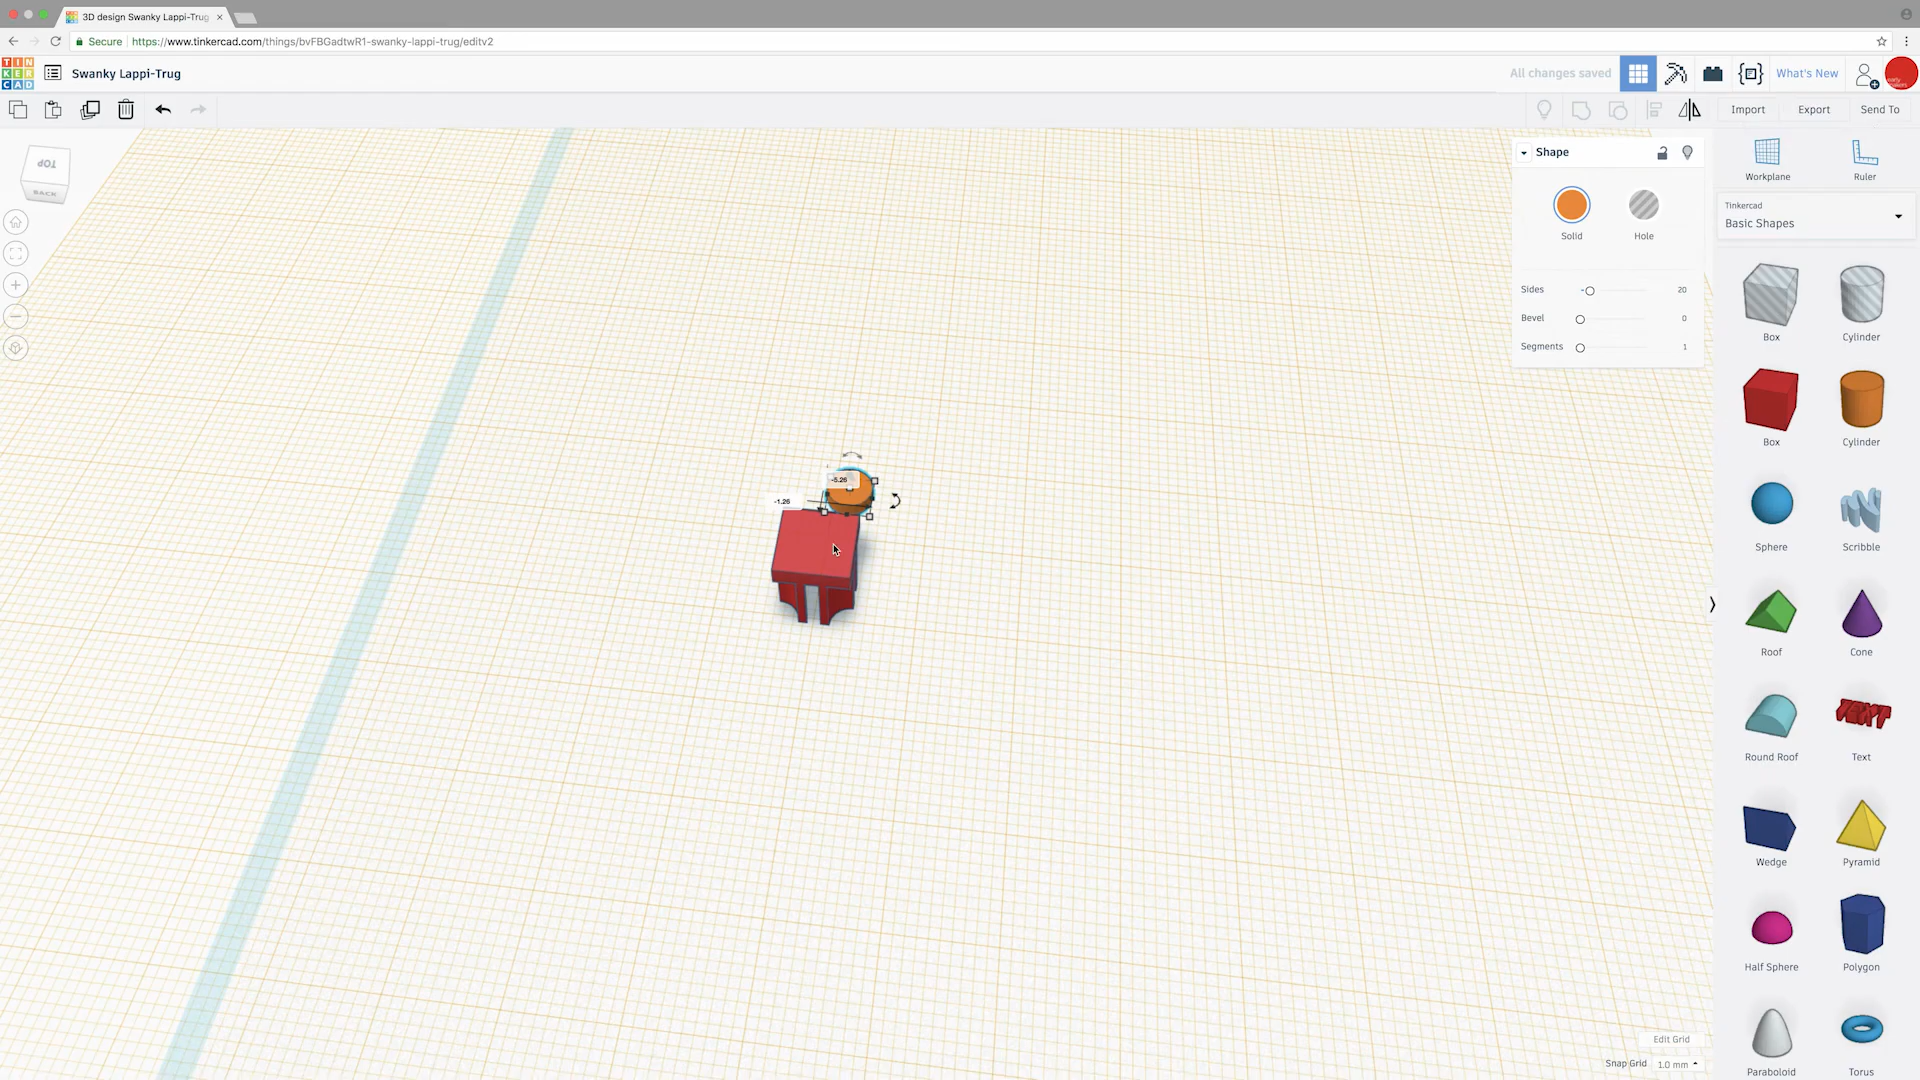 3D design Swanky Lappi-Trug
Secure
https://www.tinkercad.com/things/bvFBGadtwR1-swanky-lappi-trug/editv2
TIN
KER
CAD
Swanky Lappi-Trug
All changes saved
What's New
Import
Export
Send To
TOP
BACK
Shape
Solid
Hole
Sides
20
Bevel
0
Segments
1
Workplane
Ruler
Tinkercad
Basic Shapes
Box
Cylinder
Box
Cylinder
Sphere
Scribble
Roof
Cone
Round Roof
TEXT
Text
Wedge
Pyramid
Half Sphere
Polygon
Paraboloid
Torus
-5.26
-1.26
Edit Grid
Snap Grid
1.0 mm